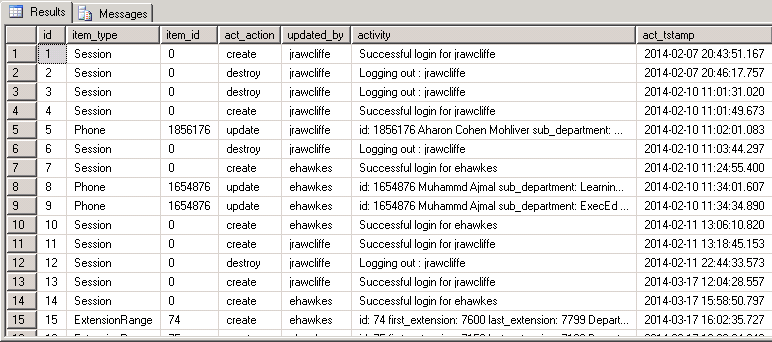 Results Messages
id item_type item_id act_action updated_by activity act_tstamp
1 1 Session 0 create jrawcliffe Successful login for jrawcliffe 2014-02-07 20:43:51.167
2 2 Session 0 destroy jrawcliffe Logging out : jrawcliffe 2014-02-07 20:46:17.757
3 3 Session 0 destroy jrawcliffe Logging out : jrawcliffe 2014-02-10 11:01:31.020
4 4 Session 0 create jrawcliffe Successful login for jrawcliffe 2014-02-10 11:01:49.673
5 5 Phone 1856176 update jrawcliffe id: 1856176 Aharon Cohen Mohliver sub_department: ... 2014-02-10 11:02:01.083
6 6 Session 0 destroy jrawcliffe Logging out : jrawcliffe 2014-02-10 11:03:44.297
7 7 Session 0 create ehawkes Successful login for ehawkes 2014-02-10 11:24:55.400
8 8 Phone 1654876 update ehawkes id: 1654876 Muhammd Ajmal sub_department: Learnin... 2014-02-10 11:34:01.607
9 9 Phone 1654876 update ehawkes id: 1654876 Muhammd Ajmal sub_department: ExecEd ... 2014-02-10 11:34:34.890
10 10 Session 0 create ehawkes Successful login for ehawkes 2014-02-11 13:06:10.820
11 11 Session 0 create jrawcliffe Successful login for jrawcliffe 2014-02-11 13:18:45.153
12 12 Session 0 destroy jrawcliffe Logging out : jrawcliffe 2014-02-11 22:44:33.573
13 13 Session 0 create jrawcliffe Successful login for jrawcliffe 2014-03-17 12:04:28.557
14 14 Session 0 create ehawkes Successful login for ehawkes 2014-03-17 15:58:50.797
15 15 ExtensionRange 74 create ehawkes id: 74 first_extension: 7600 last_extension: 7799 Depart... 2014-03-17 16:02:35.727